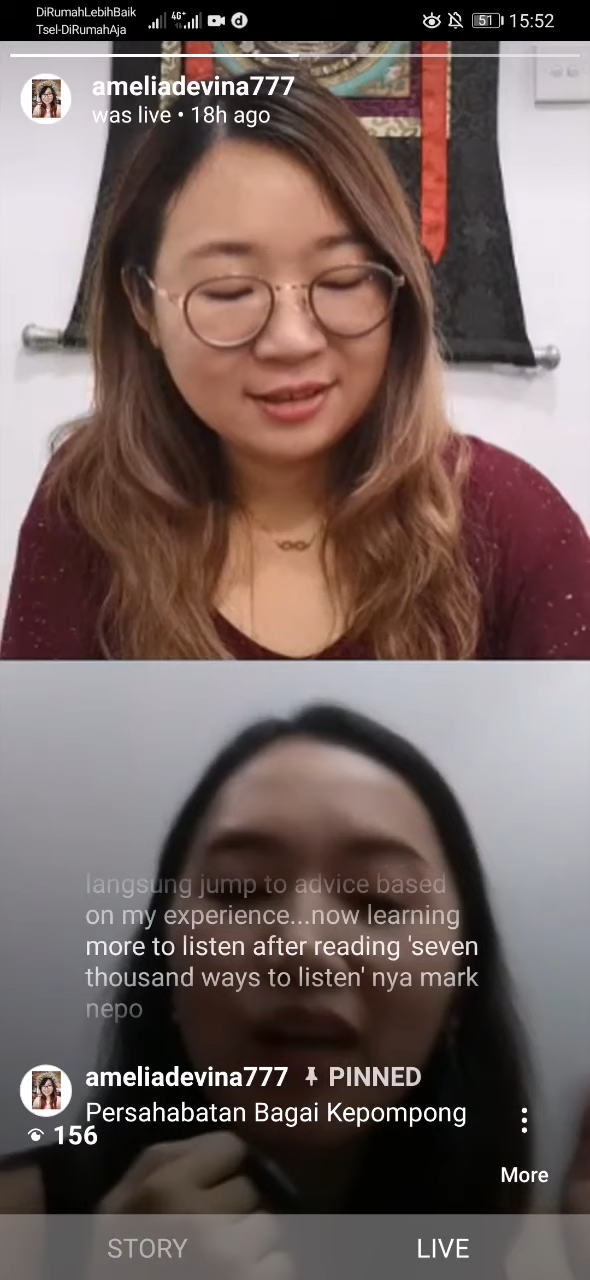 DiRumahLebihBaik
Tsel-DiRumahAja
4G+
51
15:52
ameliadevina777
was live • 18h ago
langsung jump to advice based
on my experience...now learning
more to listen after reading 'seven
thousand ways to listen' nya mark
nepo
ameliadevina777 PINNED
Persahabatan Bagai Kepompong
156
More
STORY LIVE